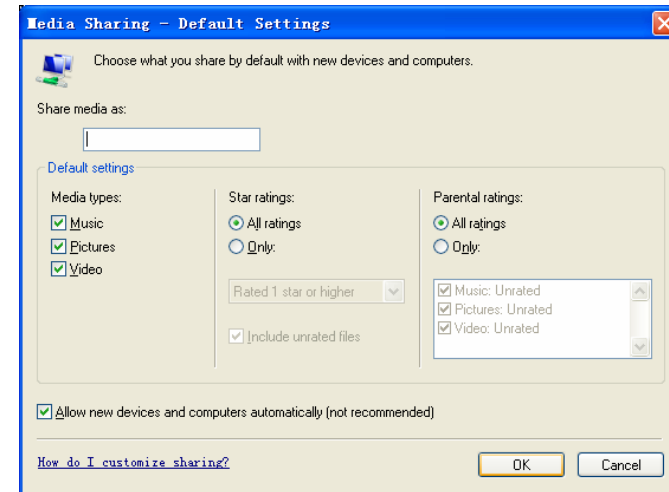 Media Sharing - Default Settings
Choose what you share by default with new devices and computers.
Share media as:
Default settings
Media types:
Music
Pictures
Video
Star ratings:
All ratings
Only:
Rated 1 star or higher
Include unrated files
Parental ratings:
All ratings
Only:
Music: Unrated
Pictures: Unrated
Video: Unrated
Allow new devices and computers automatically (not recommended)
How do I customize sharing?
OK
Cancel